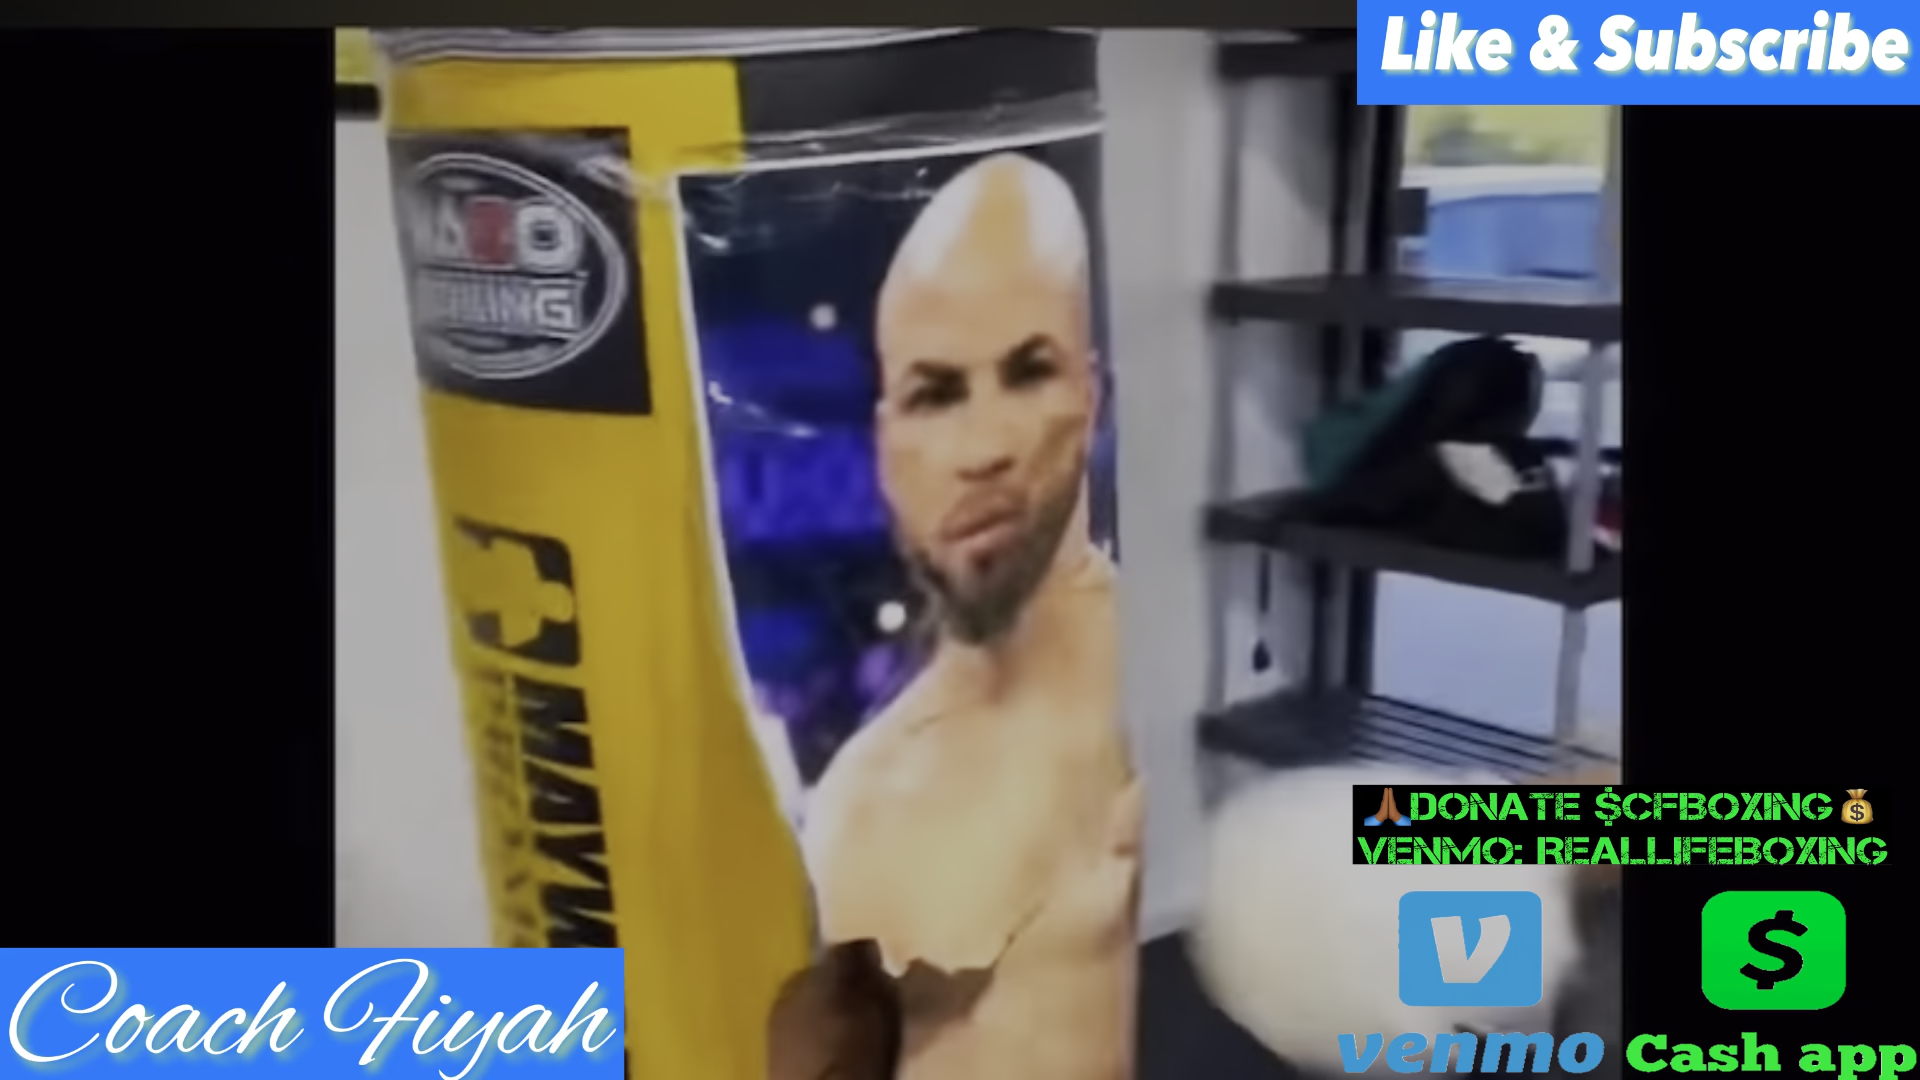 Like & Subscribe
🙏🏾DONATE $CFBOXING💰
VENMO: REALLIFEBOXING
venmo
$
Cash app
Coach Fiyah